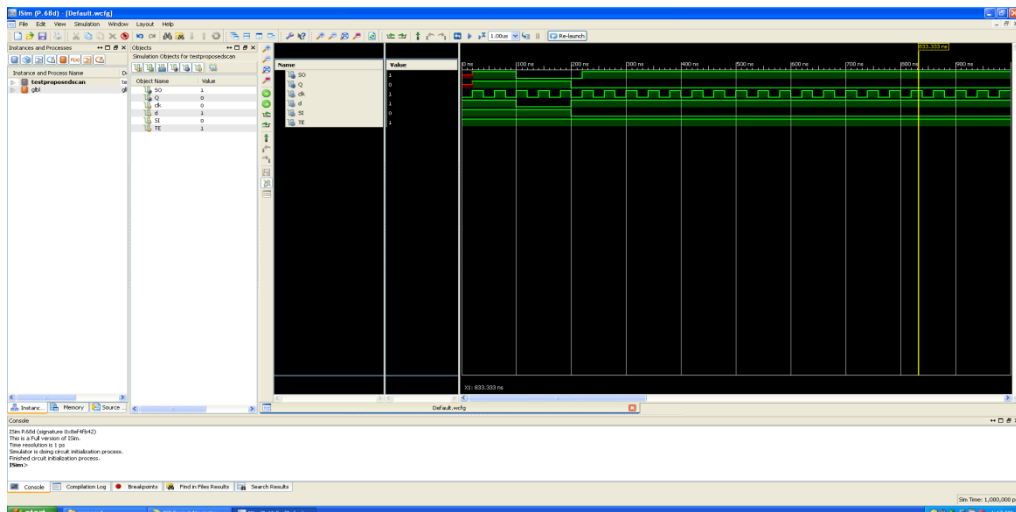 ISim (P.68d) - [Default.wcfg]
File Edit View Simulation Window Layout Help
1.00us
Re-launch
Instances and Processes
Instance and Process Name
testproposedscan
glbl
Instanc...
Memory
Source ...
Objects
Simulation Objects for testproposedscan
Object Name Value
SO 1
Q 0
clk 0
d 1
SI 0
TE 1
Name Value
SO 1
Q 0
clk 1
d 1
SI 0
TE 1
833.333 ns
0 ns 100 ns 200 ns 300 ns 400 ns 500 ns 600 ns 700 ns 800 ns 900 ns
X1: 833.333 ns
Default.wcfg
Console
This is a Full version of ISim.
Time resolution is 1 ps
Simulator is doing circuit initialization process.
Finished circuit initialization process.
ISim>
Console Compilation Log Breakpoints Find in Files Results Search Results
Sim Time: 1,000,000 p
start